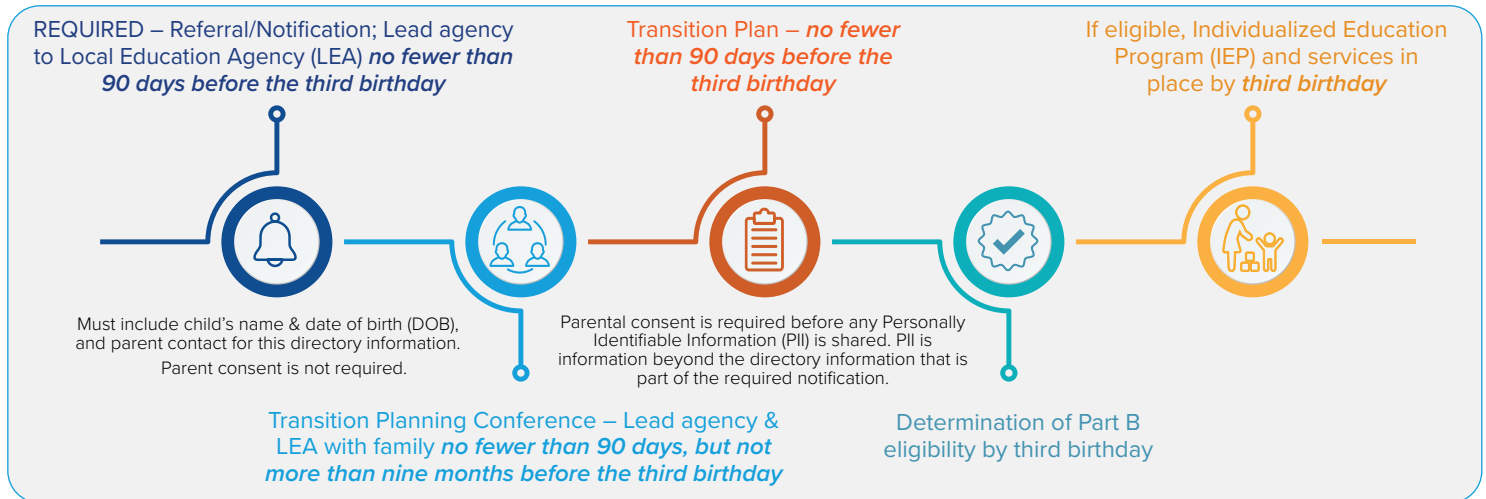 REQUIRED – Referral/Notification; Lead agency
to Local Education Agency (LEA) no fewer than
90 days before the third birthday
Must include child’s name & date of birth (DOB),
and parent contact for this directory information.
Parent consent is not required.
Transition Planning Conference – Lead agency &
LEA with family no fewer than 90 days, but not
more than nine months before the third birthday
Transition Plan – no fewer
than 90 days before the
third birthday
Parental consent is required before any Personally
Identifiable Information (PII) is shared. PII is
information beyond the directory information that is
part of the required notification.
Determination of Part B
eligibility by third birthday
If eligible, Individualized Education
Program (IEP) and services in
place by third birthday